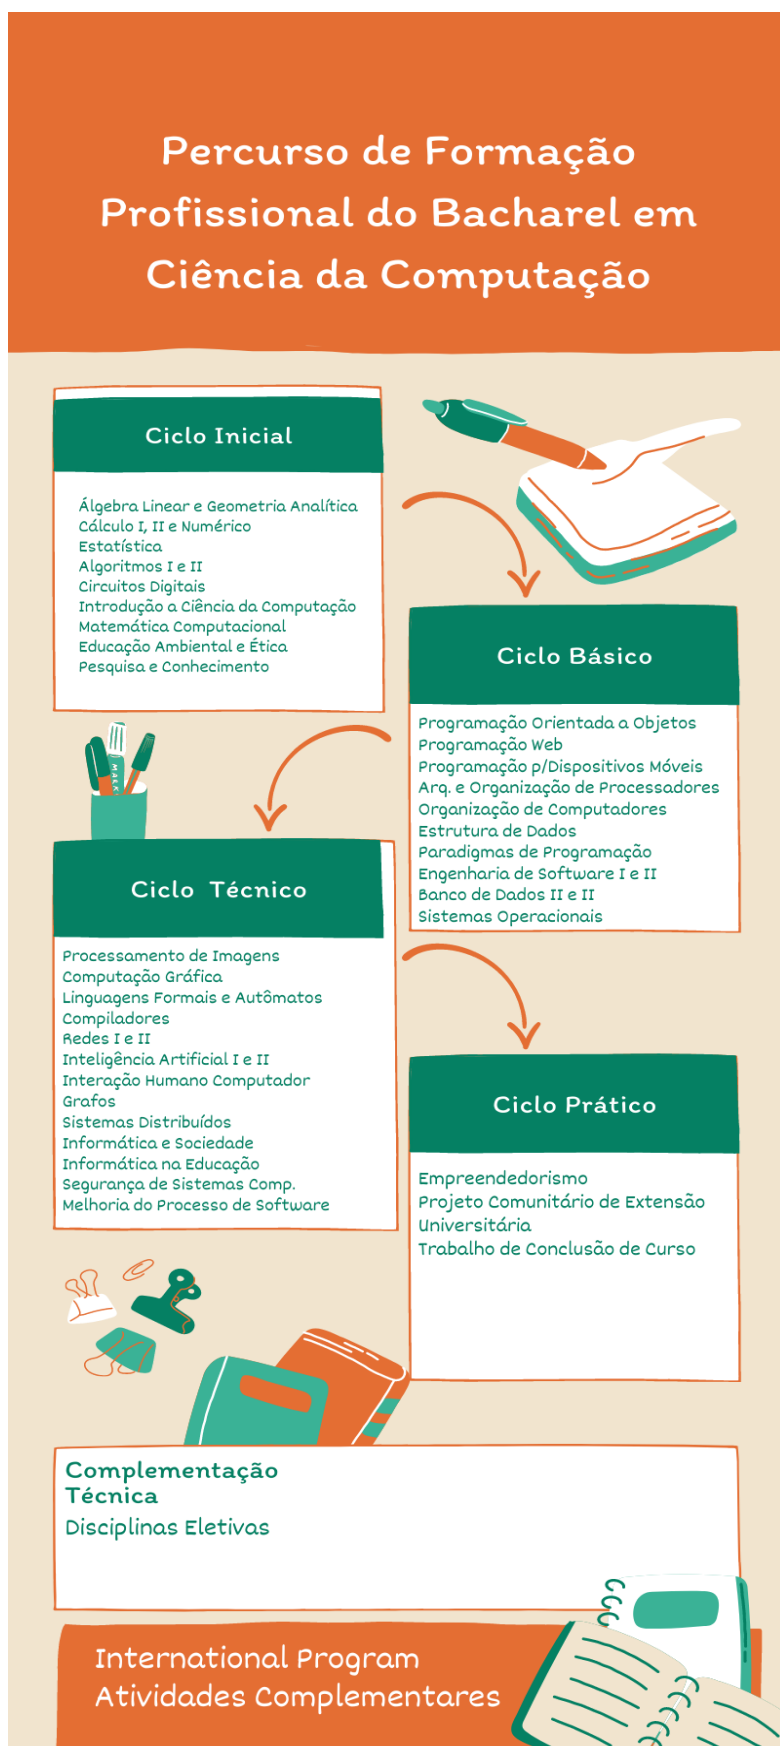 Percurso de Formação
Profissional do Bacharel em
Ciência da Computação
Ciclo Inicial
Álgebra Linear e Geometria Analítica
Cálculo I, II e Numérico
Estatística
Algoritmos I e II
Circuitos Digitais
Introdução a Ciência da Computação
Matemática Computacional
Educação Ambiental e Ética
Pesquisa e Conhecimento
Ciclo Básico
Programação Orientada a Objetos
Programação Web
Programação p/Dispositivos Móveis
Arq. e Organização de Processadores
Organização de Computadores
Estrutura de Dados
Paradigmas de Programação
Engenharia de Software I e II
Banco de Dados II e II
Sistemas Operacionais
MARK
Ciclo Técnico
Processamento de Imagens
Computação Gráfica
Linguagens Formais e Autômatos
Compiladores
Redes I e II
Inteligência Artificial I e II
Interação Humano Computador
Grafos
Sistemas Distribuídos
Informática e Sociedade
Informática na Educação
Segurança de Sistemas Comp.
Melhoria do Processo de Software
Ciclo Prático
Empreendedorismo
Projeto Comunitário de Extensão
Universitária
Trabalho de Conclusão de Curso
Complementação
Técnica
Disciplinas Eletivas
International Program
Atividades Complementares